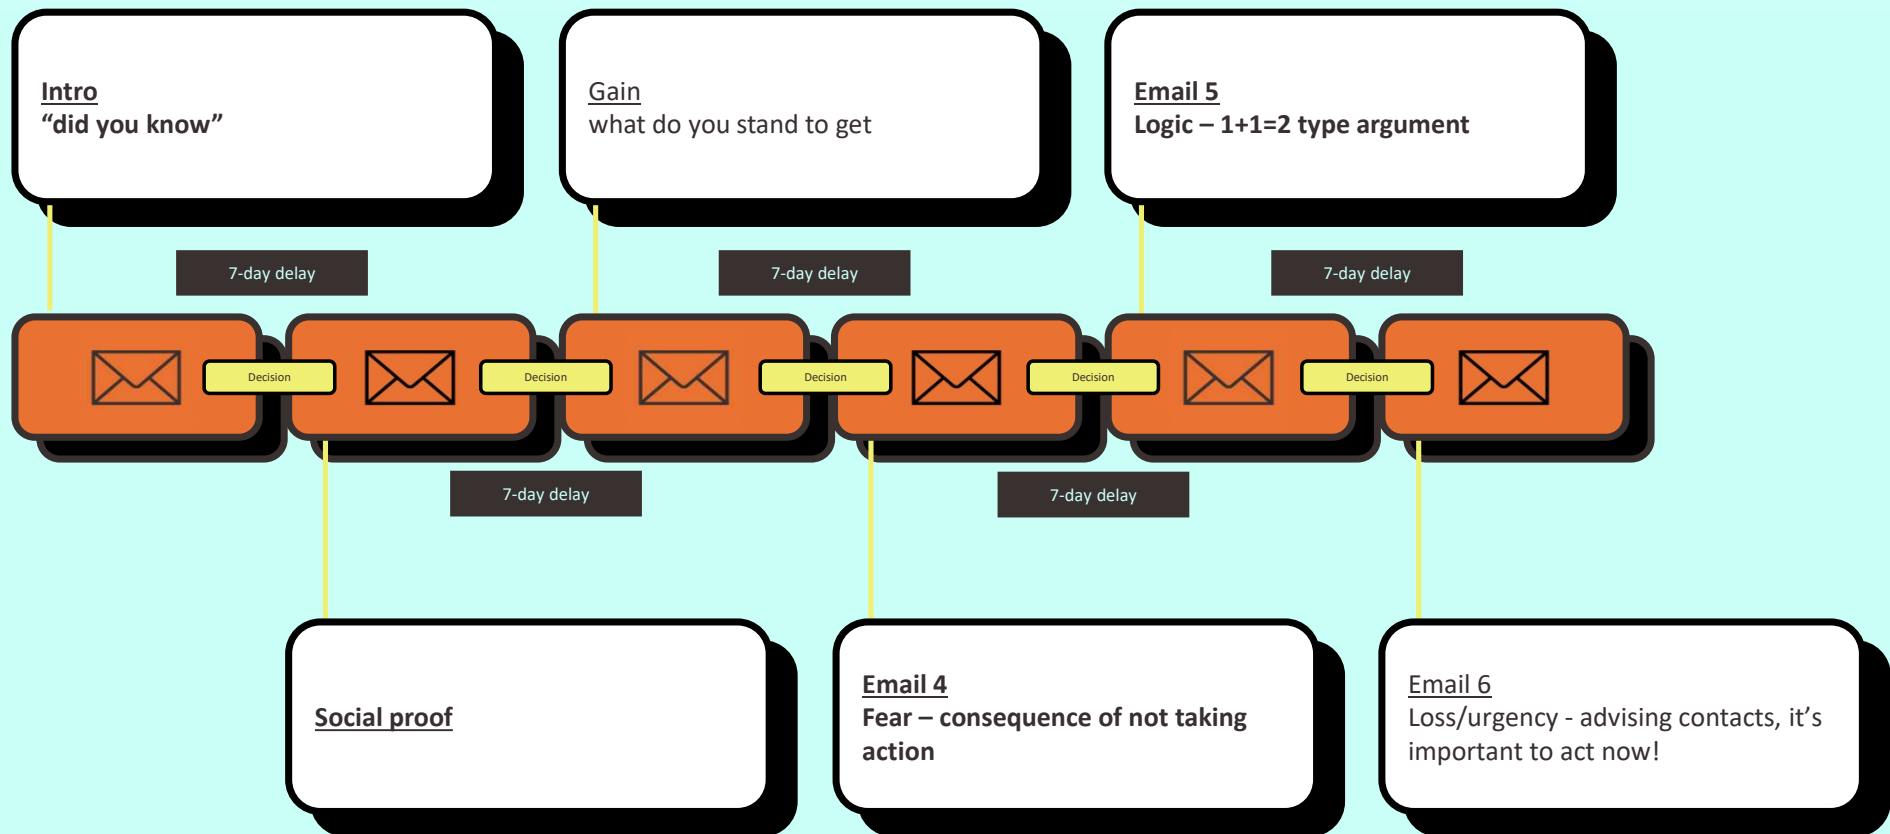 Intro
“did you know”
Gain
what do you stand to get
Email 5
Logic – 1+1=2 type argument
7-day delay
7-day delay
7-day delay
Decision
Decision
Decision
Decision
Decision
7-day delay
7-day delay
Social proof
Email 4
Fear – consequence of not taking
action
Email 6
Loss/urgency - advising contacts, it’s
important to act now!